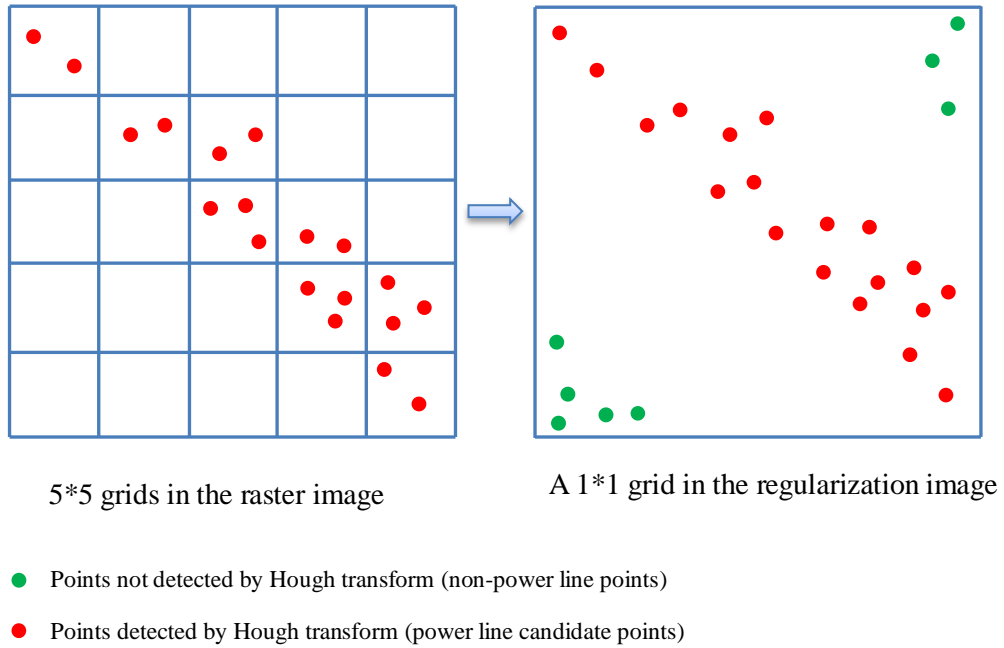 5*5 grids in the raster image
A 1*1 grid in the regularization image
Points not detected by Hough transform (non-power line points)
Points detected by Hough transform (power line candidate points)